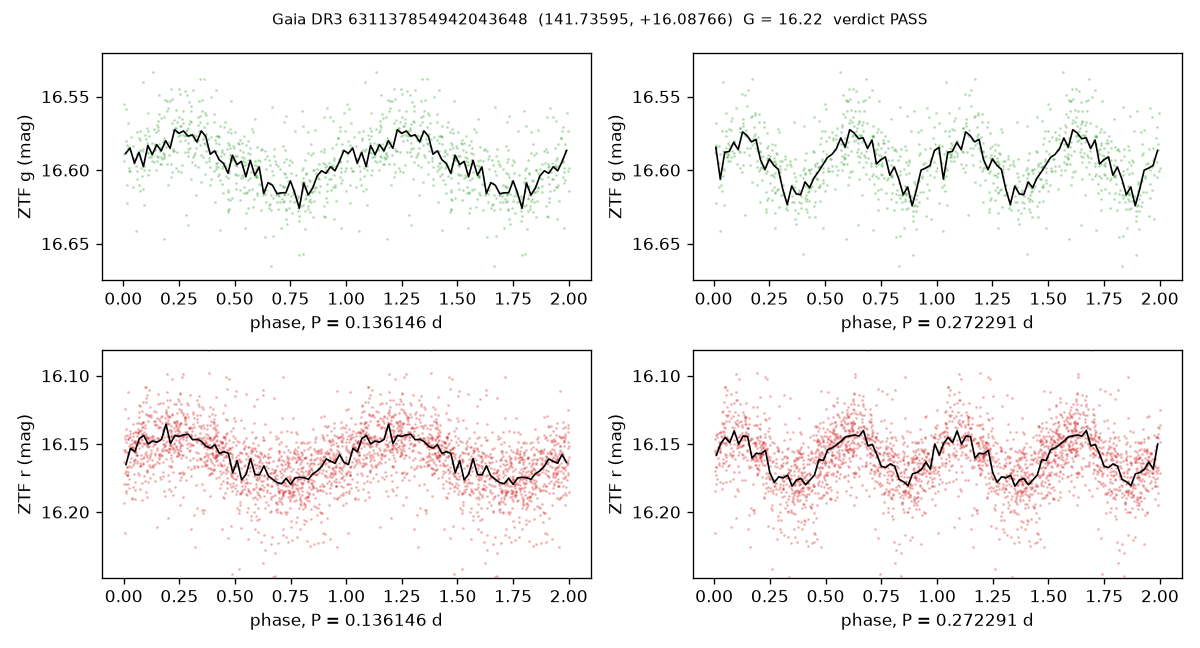 Gaia DR3 631137854942043648 (141.73595, +16.08766) G = 16.22 verdict PASS
ZTF g (mag)
16.55
16.60
16.65
0.00 0.25 0.50 0.75 1.00 1.25 1.50 1.75 2.00
phase, P = 0.136146 d
ZTF g (mag)
16.55
16.60
16.65
0.00 0.25 0.50 0.75 1.00 1.25 1.50 1.75 2.00
phase, P = 0.272291 d
ZTF r (mag)
16.10
16.15
16.20
0.00 0.25 0.50 0.75 1.00 1.25 1.50 1.75 2.00
phase, P = 0.136146 d
ZTF r (mag)
16.10
16.15
16.20
0.00 0.25 0.50 0.75 1.00 1.25 1.50 1.75 2.00
phase, P = 0.272291 d